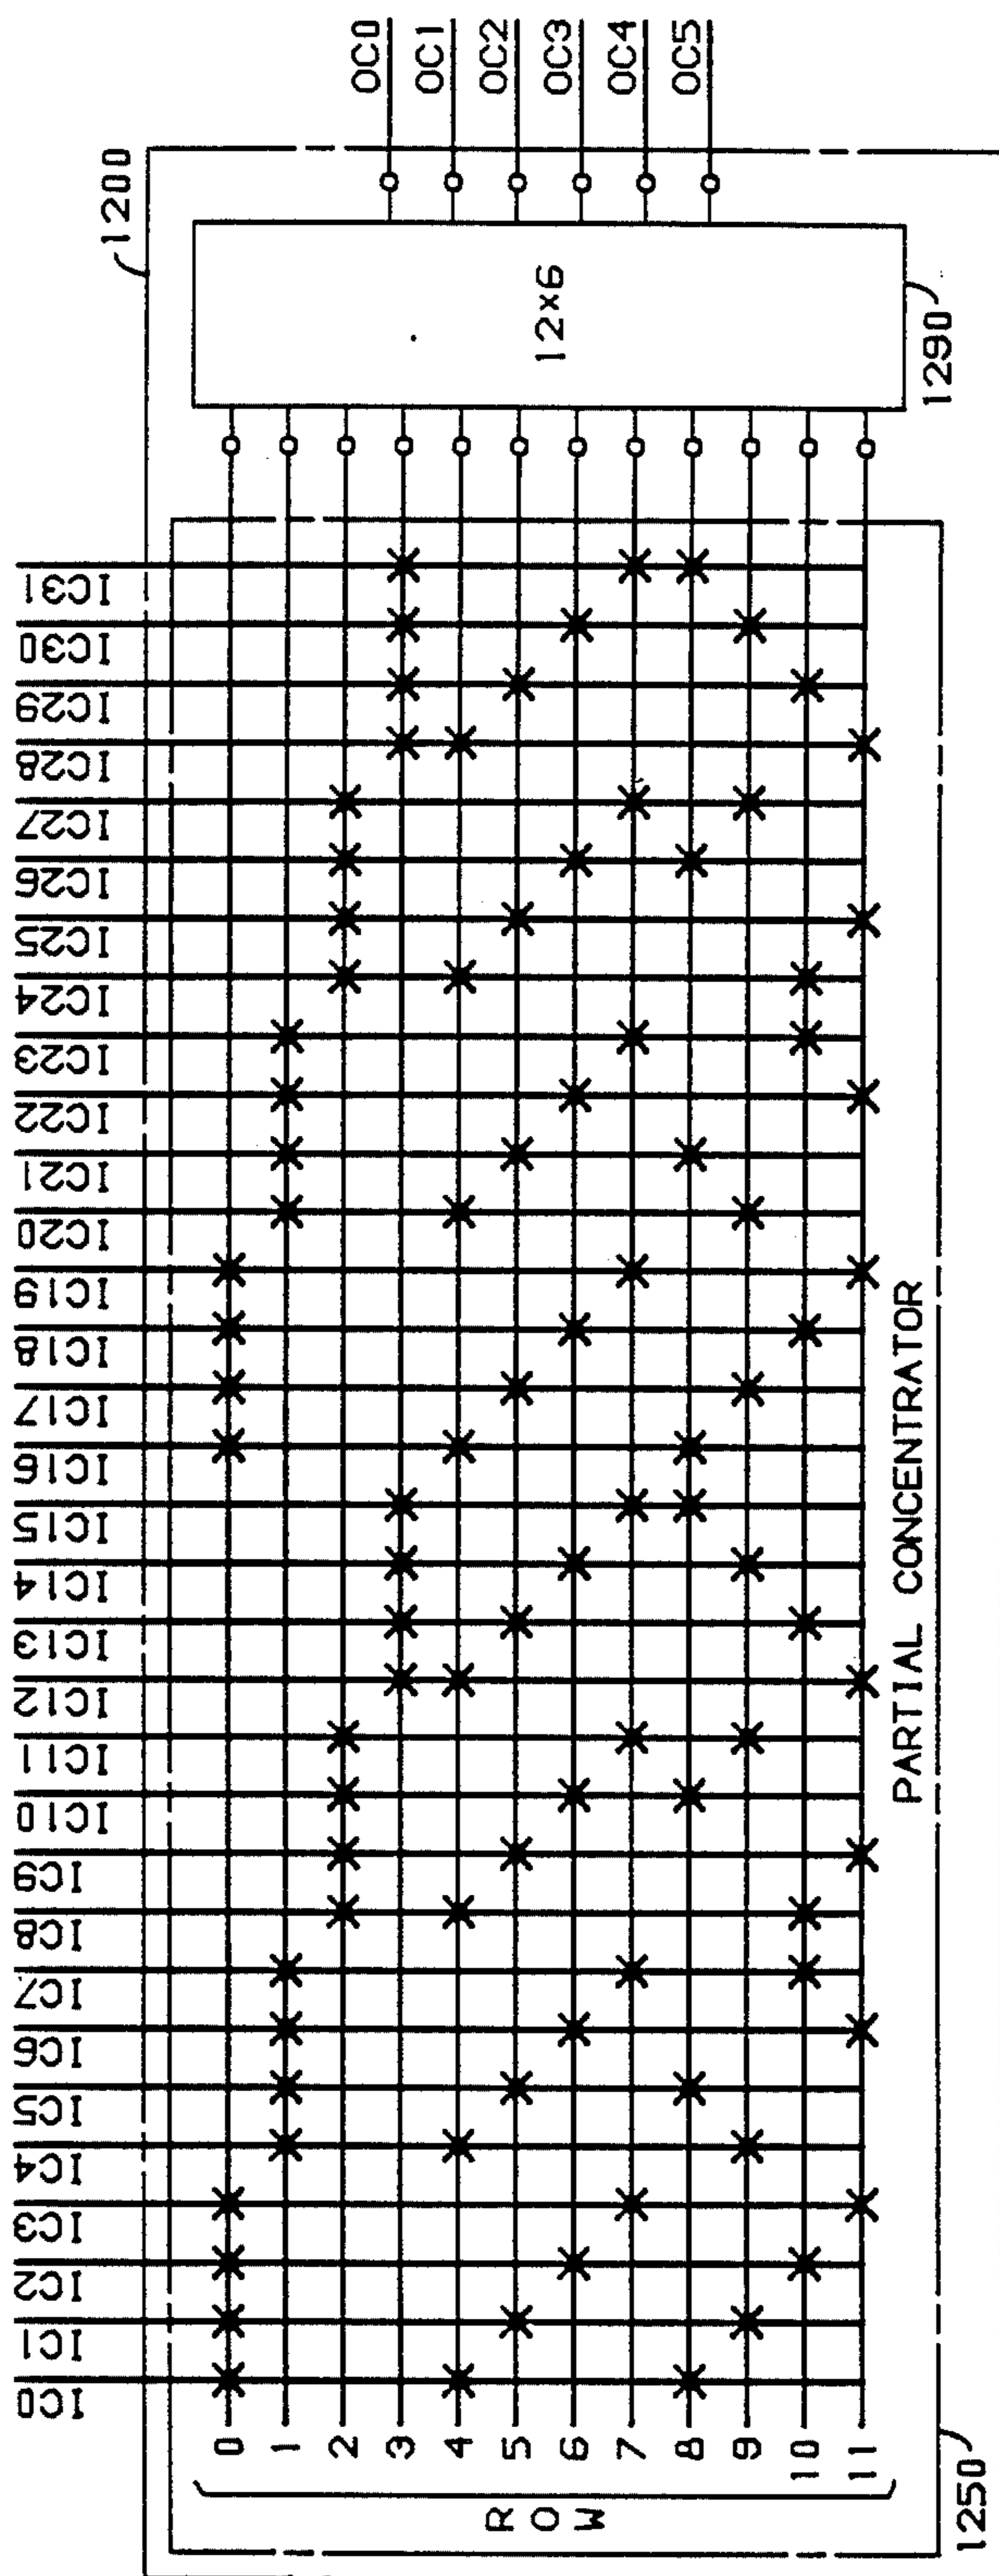 1200
OC0
OC1
OC2
OC3
OC4
OC5
12×6
1290
IC0
IC1
IC2
IC3
IC4
IC5
IC6
IC7
IC8
IC9
IC10
IC11
IC12
IC13
IC14
IC15
IC16
IC17
IC18
IC19
IC20
IC21
IC22
IC23
IC24
IC25
IC26
IC27
IC28
IC29
IC30
IC31
ROW
0
1
2
3
4
5
6
7
8
9
10
11
PARTIAL CONCENTRATOR
1250